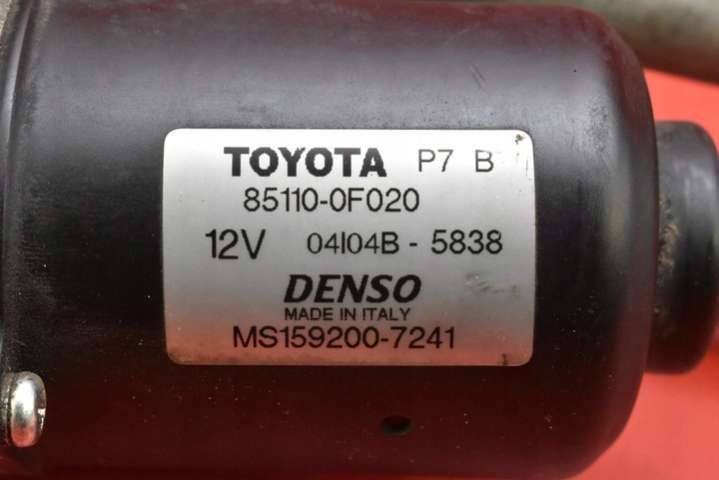 TOYOTA P7 B
85110-0F020
12V 04I04B - 5838
DENSO
MADE IN ITALY
MS159200-7241